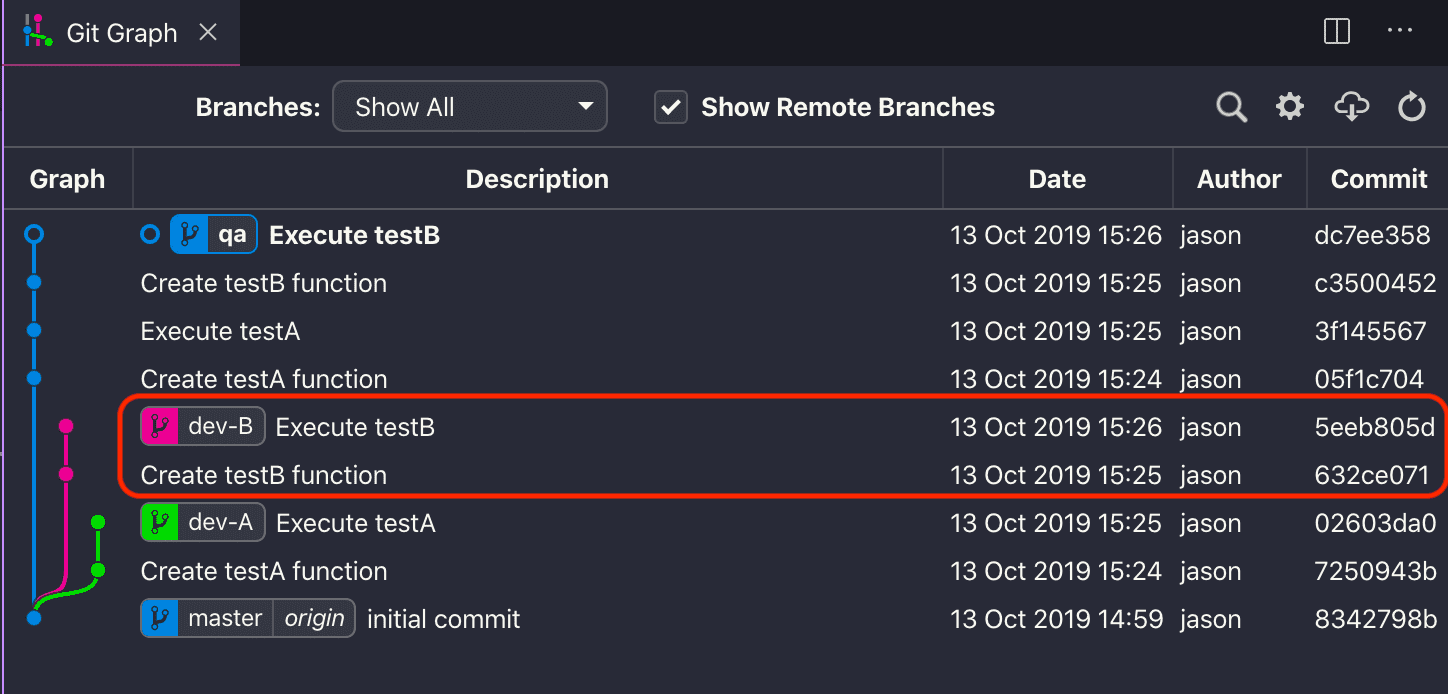 Git Graph
Branches: Show All Show Remote Branches
Graph Description Date Author Commit
qa Execute testB 13 Oct 2019 15:26 jason dc7ee358
Create testB function 13 Oct 2019 15:25 jason c3500452
Execute testA 13 Oct 2019 15:25 jason 3f145567
Create testA function 13 Oct 2019 15:24 jason 05f1c704
dev-B Execute testB 13 Oct 2019 15:26 jason 5eeb805d
Create testB function 13 Oct 2019 15:25 jason 632ce071
dev-A Execute testA 13 Oct 2019 15:25 jason 02603da0
Create testA function 13 Oct 2019 15:24 jason 7250943b
master origin initial commit 13 Oct 2019 14:59 jason 8342798b